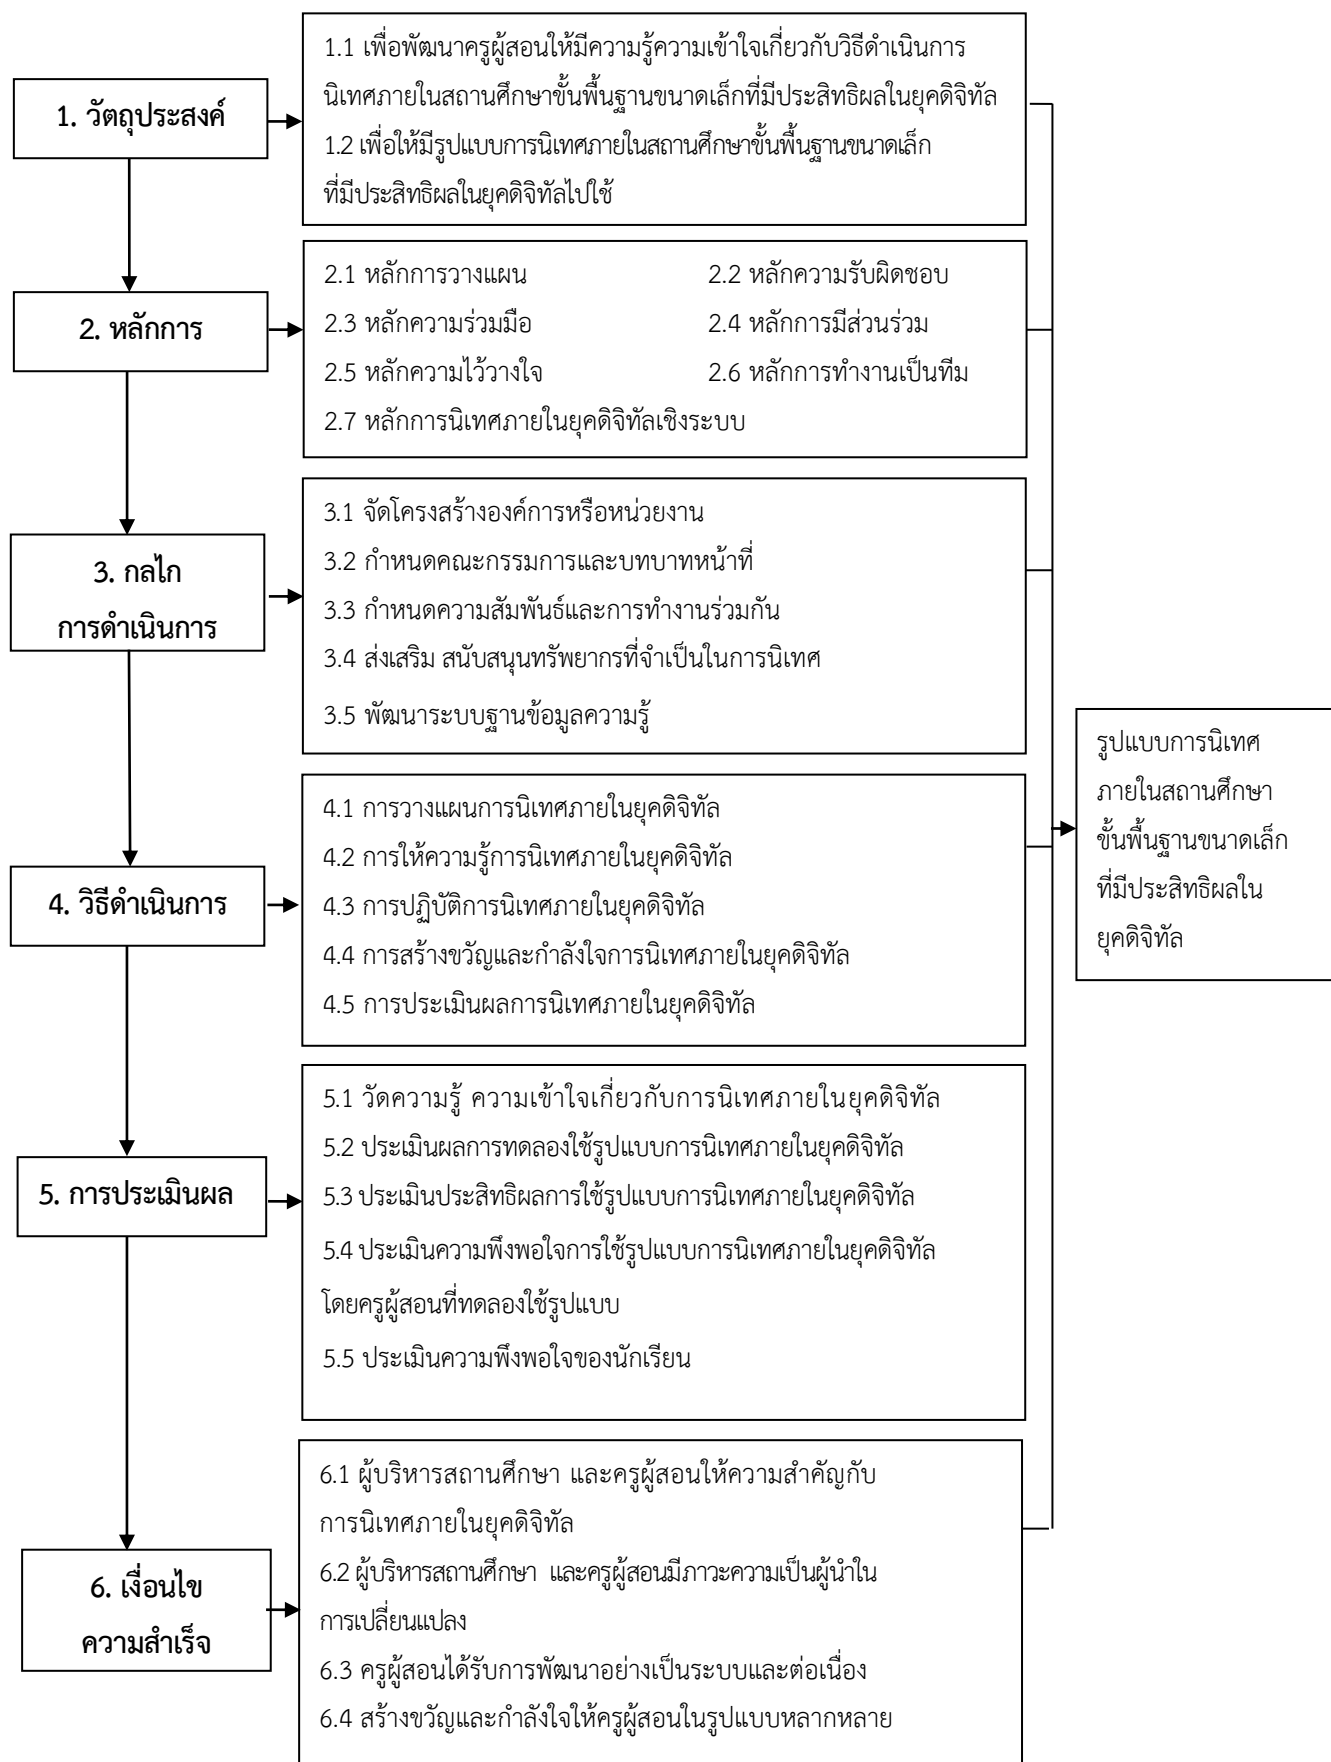 1. วัตถุประสงค์
1.1 เพื่อพัฒนาครูผู้สอนให้มีความรู้ความเข้าใจเกี่ยวกับวิธีดำเนินการ
นิเทศภายในสถานศึกษาขั้นพื้นฐานขนาดเล็กที่มีประสิทธิผลในยุคดิจิทัล
1.2 เพื่อให้มีรูปแบบการนิเทศภายในสถานศึกษาขั้นพื้นฐานขนาดเล็ก
ที่มีประสิทธิผลในยุคดิจิทัลไปใช้
2. หลักการ
2.1 หลักการวางแผน 2.2 หลักความรับผิดชอบ
2.3 หลักความร่วมมือ 2.4 หลักการมีส่วนร่วม
2.5 หลักความไว้วางใจ 2.6 หลักการทำงานเป็นทีม
2.7 หลักการนิเทศภายในยุคดิจิทัลเชิงระบบ
3. กลไก
การดำเนินการ
3.1 จัดโครงสร้างองค์การหรือหน่วยงาน
3.2 กำหนดคณะกรรมการและบทบาทหน้าที่
3.3 กำหนดความสัมพันธ์และการทำงานร่วมกัน
3.4 ส่งเสริม สนับสนุนทรัพยากรที่จำเป็นในการนิเทศ
3.5 พัฒนาระบบฐานข้อมูลความรู้
4. วิธีดำเนินการ
4.1 การวางแผนการนิเทศภายในยุคดิจิทัล
4.2 การให้ความรู้การนิเทศภายในยุคดิจิทัล
4.3 การปฏิบัติการนิเทศภายในยุคดิจิทัล
4.4 การสร้างขวัญและกำลังใจการนิเทศภายในยุคดิจิทัล
4.5 การประเมินผลการนิเทศภายในยุคดิจิทัล
5. การประเมินผล
5.1 วัดความรู้ ความเข้าใจเกี่ยวกับการนิเทศภายในยุคดิจิทัล
5.2 ประเมินผลการทดลองใช้รูปแบบการนิเทศภายในยุคดิจิทัล
5.3 ประเมินประสิทธิผลการใช้รูปแบบการนิเทศภายในยุคดิจิทัล
5.4 ประเมินความพึงพอใจการใช้รูปแบบการนิเทศภายในยุคดิจิทัล
โดยครูผู้สอนที่ทดลองใช้รูปแบบ
5.5 ประเมินความพึงพอใจของนักเรียน
6. เงื่อนไข
ความสำเร็จ
6.1 ผู้บริหารสถานศึกษา และครูผู้สอนให้ความสำคัญกับ
การนิเทศภายในยุคดิจิทัล
6.2 ผู้บริหารสถานศึกษา และครูผู้สอนมีภาวะความเป็นผู้นำใน
การเปลี่ยนแปลง
6.3 ครูผู้สอนได้รับการพัฒนาอย่างเป็นระบบและต่อเนื่อง
6.4 สร้างขวัญและกำลังใจให้ครูผู้สอนในรูปแบบหลากหลาย
รูปแบบการนิเทศ
ภายในสถานศึกษา
ขั้นพื้นฐานขนาดเล็ก
ที่มีประสิทธิผลใน
ยุคดิจิทัล